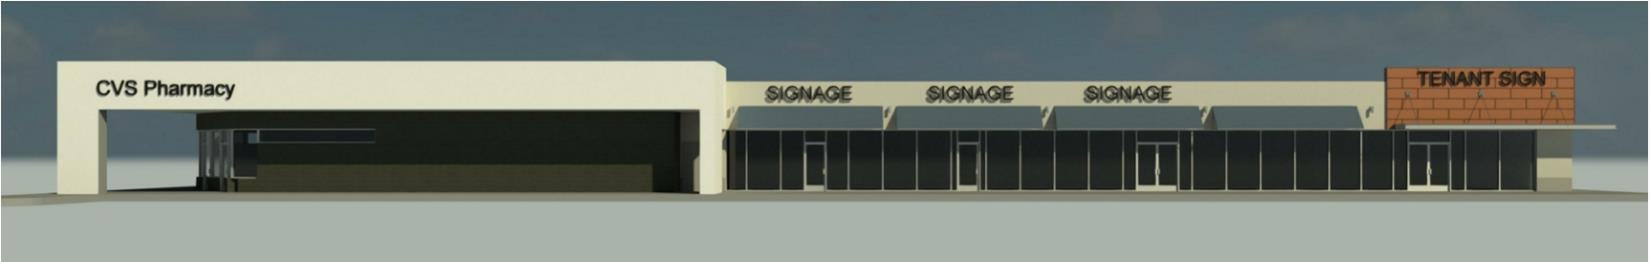 CVS Pharmacy
SIGNAGE
SIGNAGE
SIGNAGE
TENANT SIGN